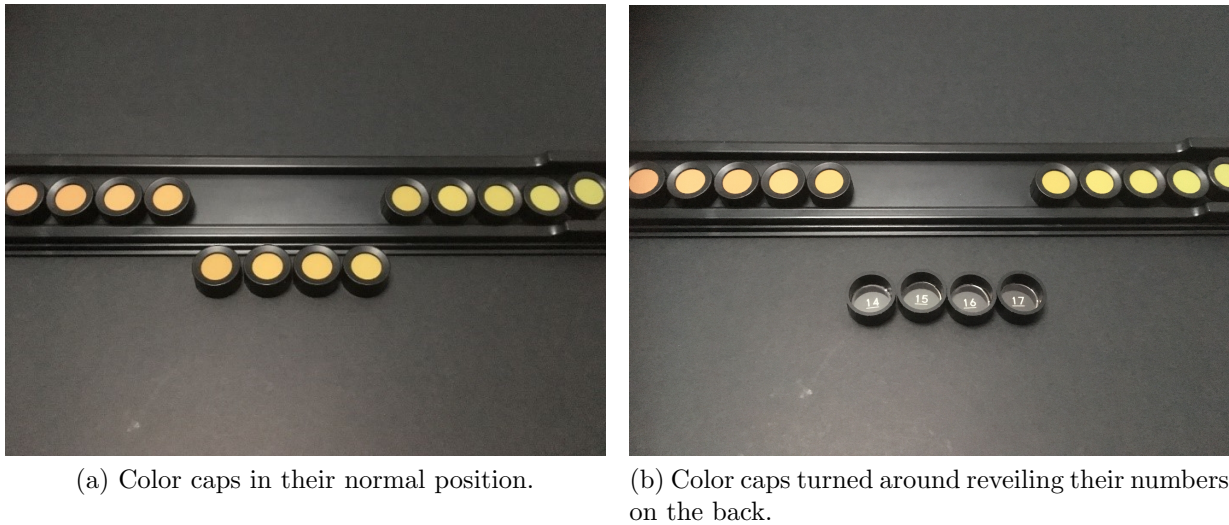 14 15 16 17
(a) Color caps in their normal position.
(b) Color caps turned around reveiling their numbers
on the back.